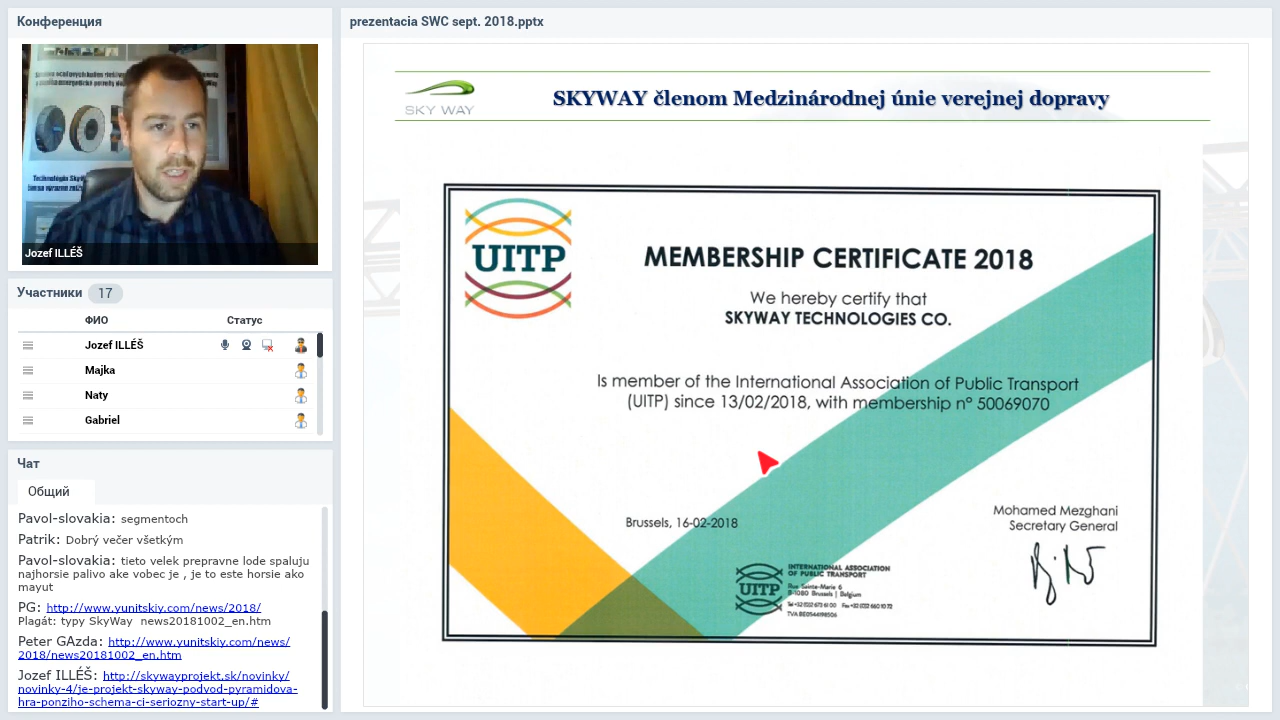 Конференция
Jozef ILLÉŠ
Участники 17
ФИО Статус
Jozef ILLÉŠ
Majka
Naty
Gabriel
Чат
Общий
Pavol-slovakia: segmentoch
Patrik: Dobrý večer všetkým
Pavol-slovakia: tieto velek prepravne lode spaluju
najhorsie palivo ake vobec je , je to este horsie ako
mayut
PG: http://www.yunitskiy.com/news/2018/
Plagát: typy SkyWay news20181002_en.htm
Peter GAzda: http://www.yunitskiy.com/news/
2018/news20181002_en.htm
Jozef ILLÉŠ: http://skywayprojekt.sk/novinky/
novinky-4/je-projekt-skyway-podvod-pyramidova-
hra-ponziho-schema-ci-seriozny-start-up/#
prezentacia SWC sept. 2018.pptx
SKY WAY
SKYWAY členom Medzinárodnej únie verejnej dopravy
UITP
MEMBERSHIP CERTIFICATE 2018
We hereby certify that
SKYWAY TECHNOLOGIES CO.
Is member of the International Association of Public Transport
(UITP) since 13/02/2018, with membership n° 50069070
Brussels, 16-02-2018
Mohamed Mezghani
Secretary General
UITP
INTERNATIONAL ASSOCIATION
OF PUBLIC TRANSPORT
Rue Sainte-Marie 6
B-1080 Brussels | Belgium